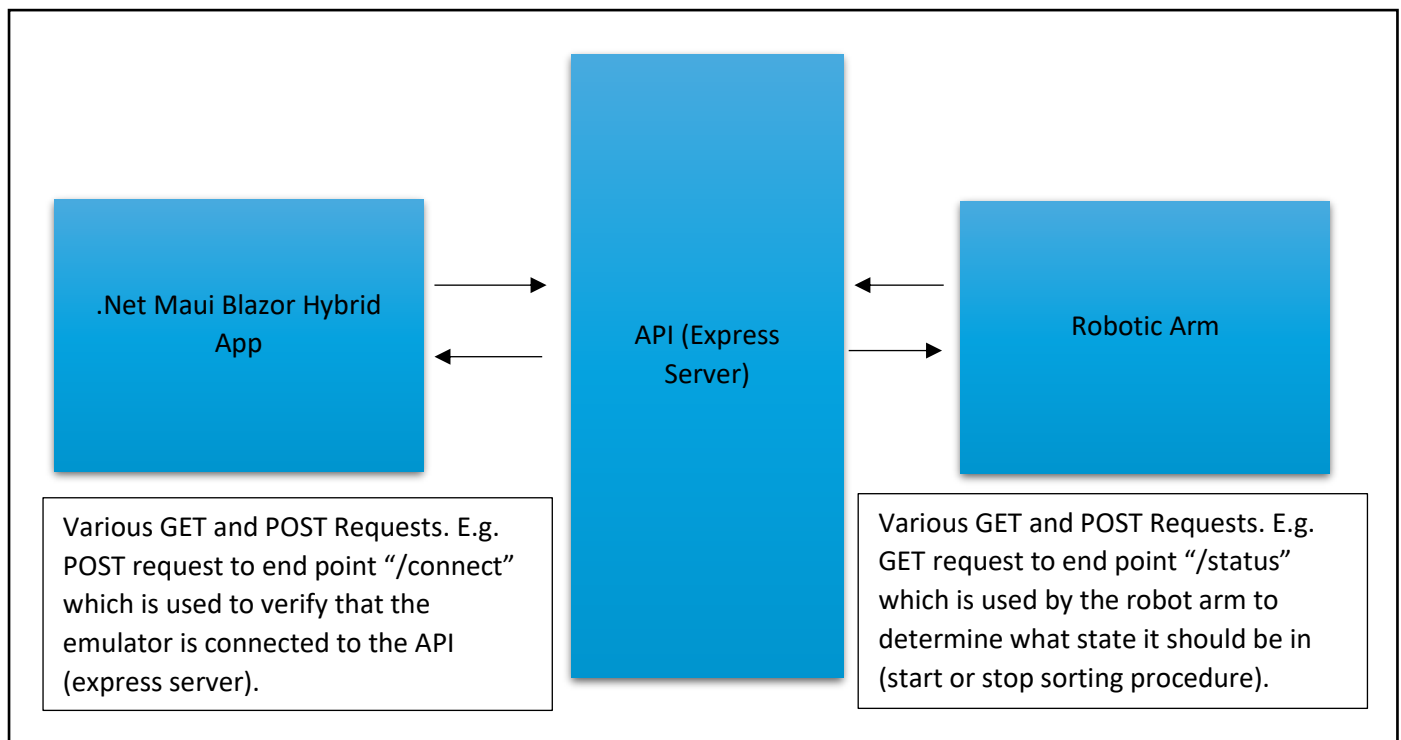 .Net Maui Blazor Hybrid
App
API (Express
Server)
Robotic Arm
Various GET and POST Requests. E.g.
POST request to end point “/connect”
which is used to verify that the
emulator is connected to the API
(express server).
Various GET and POST Requests. E.g.
GET request to end point “/status”
which is used by the robot arm to
determine what state it should be in
(start or stop sorting procedure).